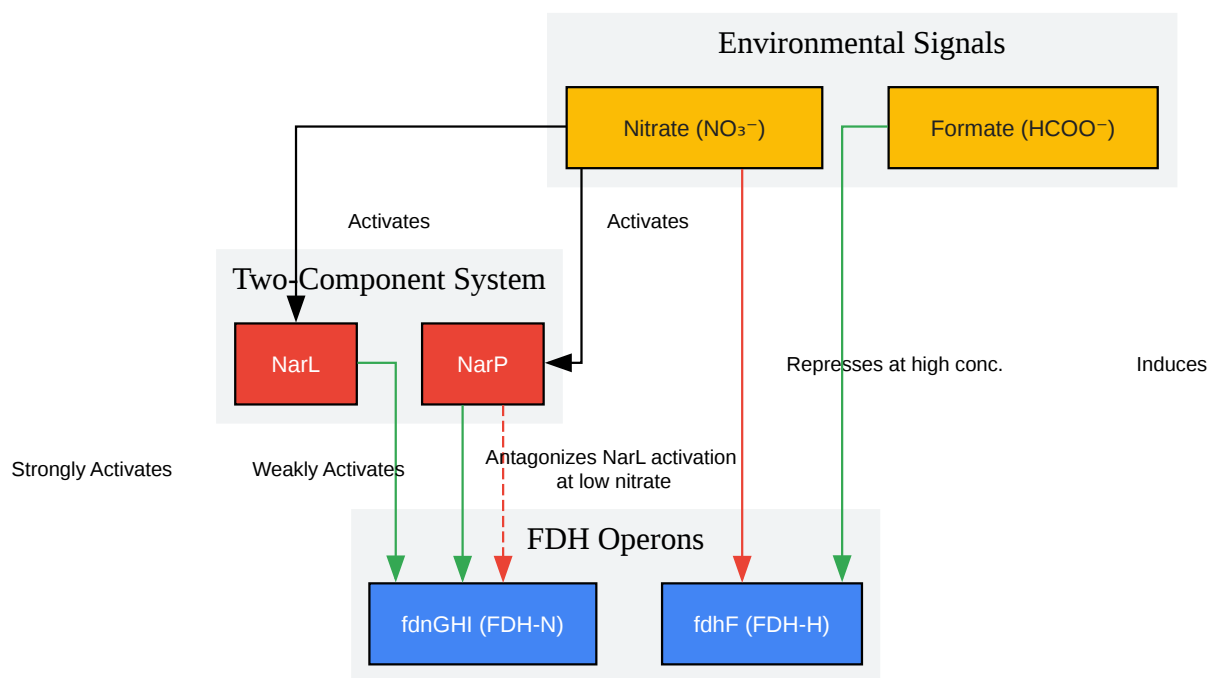 Environmental Signals
Nitrate (NO₃⁻)
Formate (HCOO⁻)
Activates
Activates
Two-Component System
NarL
NarP
Represses at high conc.
Induces
Strongly Activates
Weakly Activates
Antagonizes NarL activation
at low nitrate
FDH Operons
fdnGHI (FDH-N)
fdhF (FDH-H)